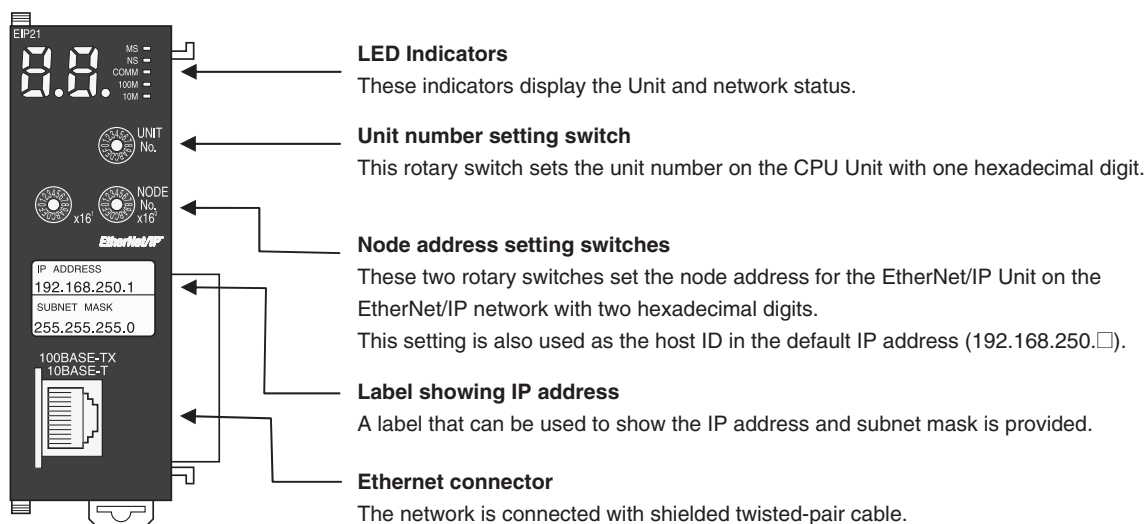 EIP21
8.8.
MS
NS
COMM
100M
10M
UNIT
No.
NODE
No.
x16¹
x16⁰
EtherNet/IP
IP ADDRESS
192.168.250.1
SUBNET MASK
255.255.255.0
100BASE-TX
10BASE-T
LED Indicators
These indicators display the Unit and network status.
Unit number setting switch
This rotary switch sets the unit number on the CPU Unit with one hexadecimal digit.
Node address setting switches
These two rotary switches set the node address for the EtherNet/IP Unit on the
EtherNet/IP network with two hexadecimal digits.
This setting is also used as the host ID in the default IP address (192.168.250.□).
Label showing IP address
A label that can be used to show the IP address and subnet mask is provided.
Ethernet connector
The network is connected with shielded twisted-pair cable.